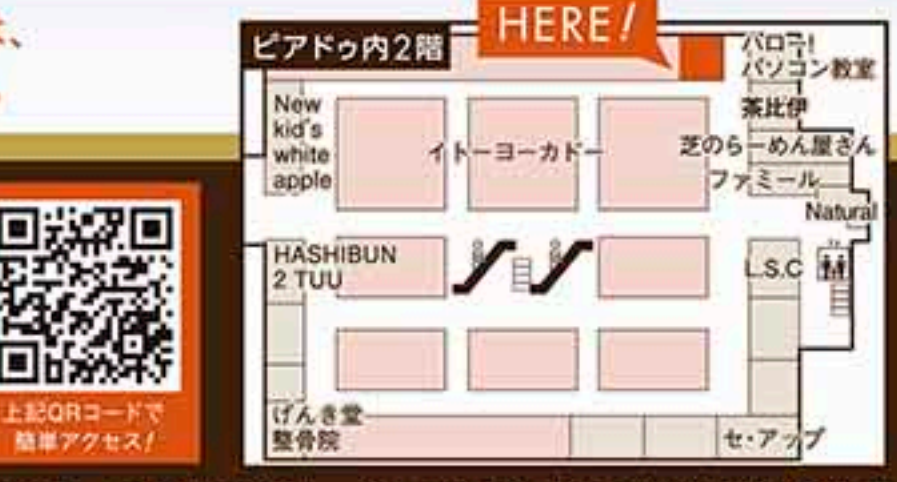 HERE!
ピアドゥ内2階
ハロー!
パソコン教室
New
kid's
white
apple
イトーヨーカドー
茶比伊
芝のらーめん屋さん
ファミール
Natural
HASHIBUN
2 TUU
L.S.C
上記QRコードで
簡単アクセス!
げんき堂
整骨院
セ・アップ